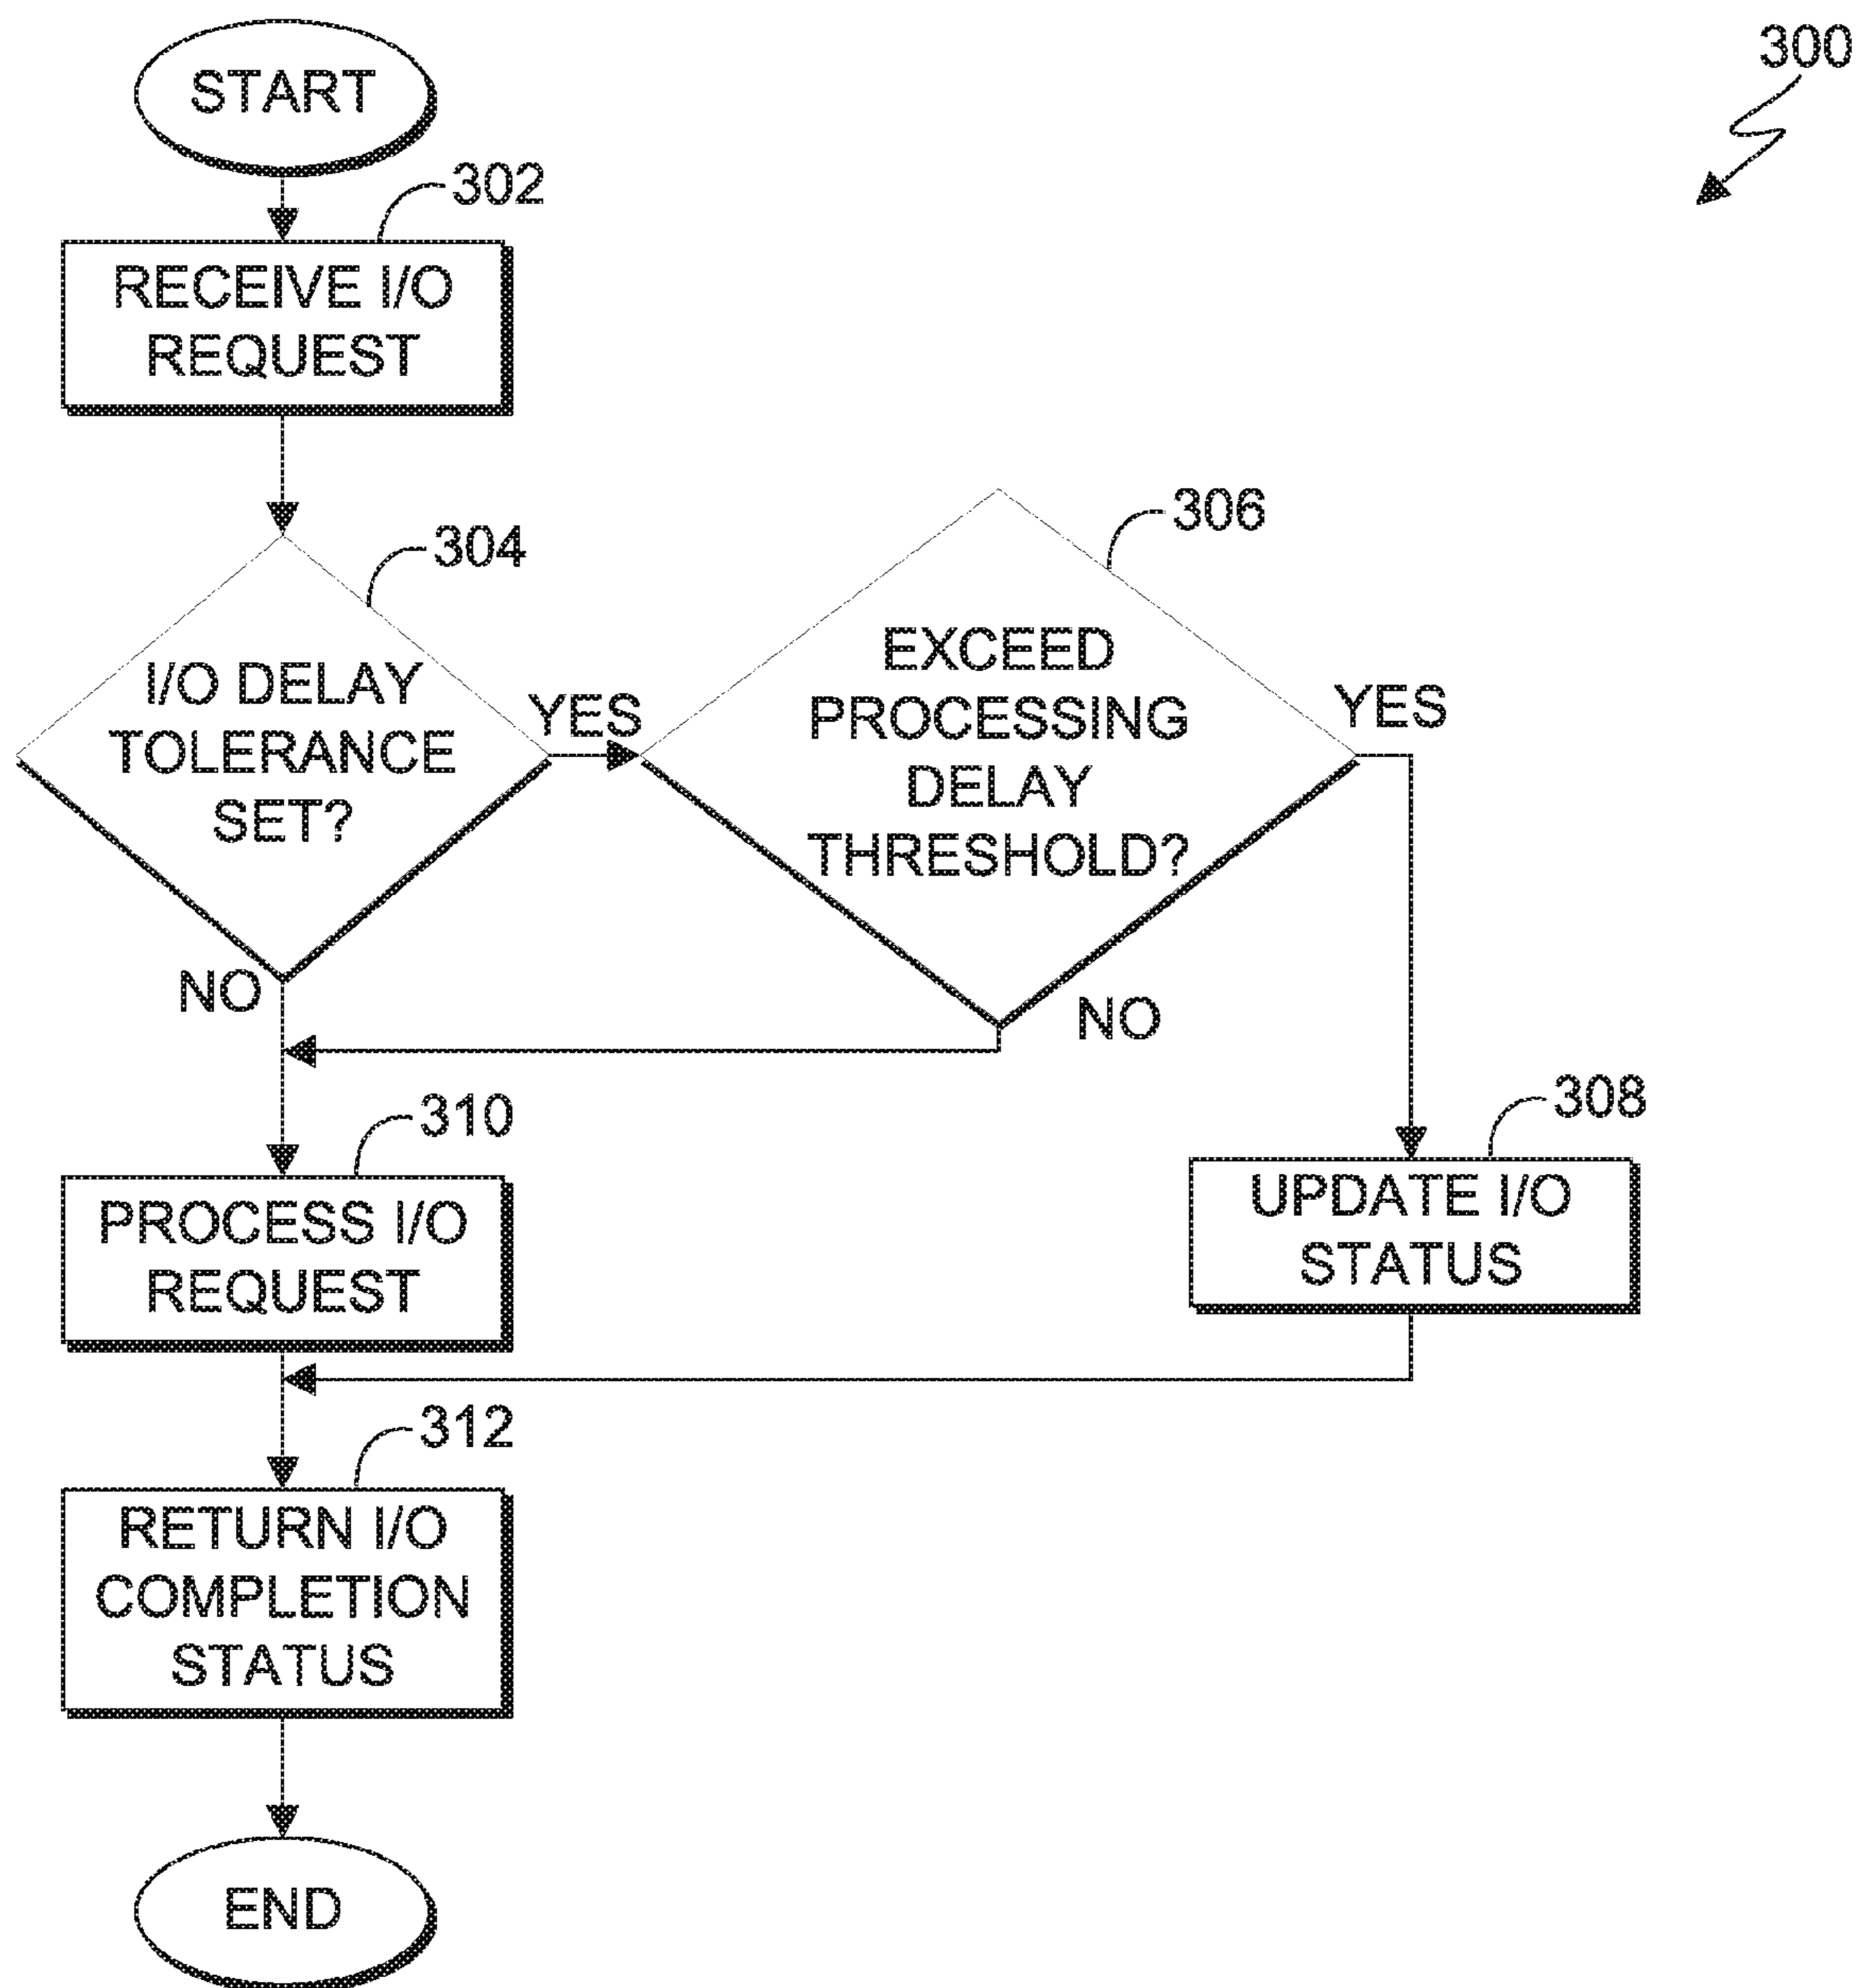 START
300
302
RECEIVE I/O
REQUEST
304
I/O DELAY
TOLERANCE
SET?
YES
NO
306
EXCEED
PROCESSING
DELAY
THRESHOLD?
YES
NO
308
UPDATE I/O
STATUS
310
PROCESS I/O
REQUEST
312
RETURN I/O
COMPLETION
STATUS
END